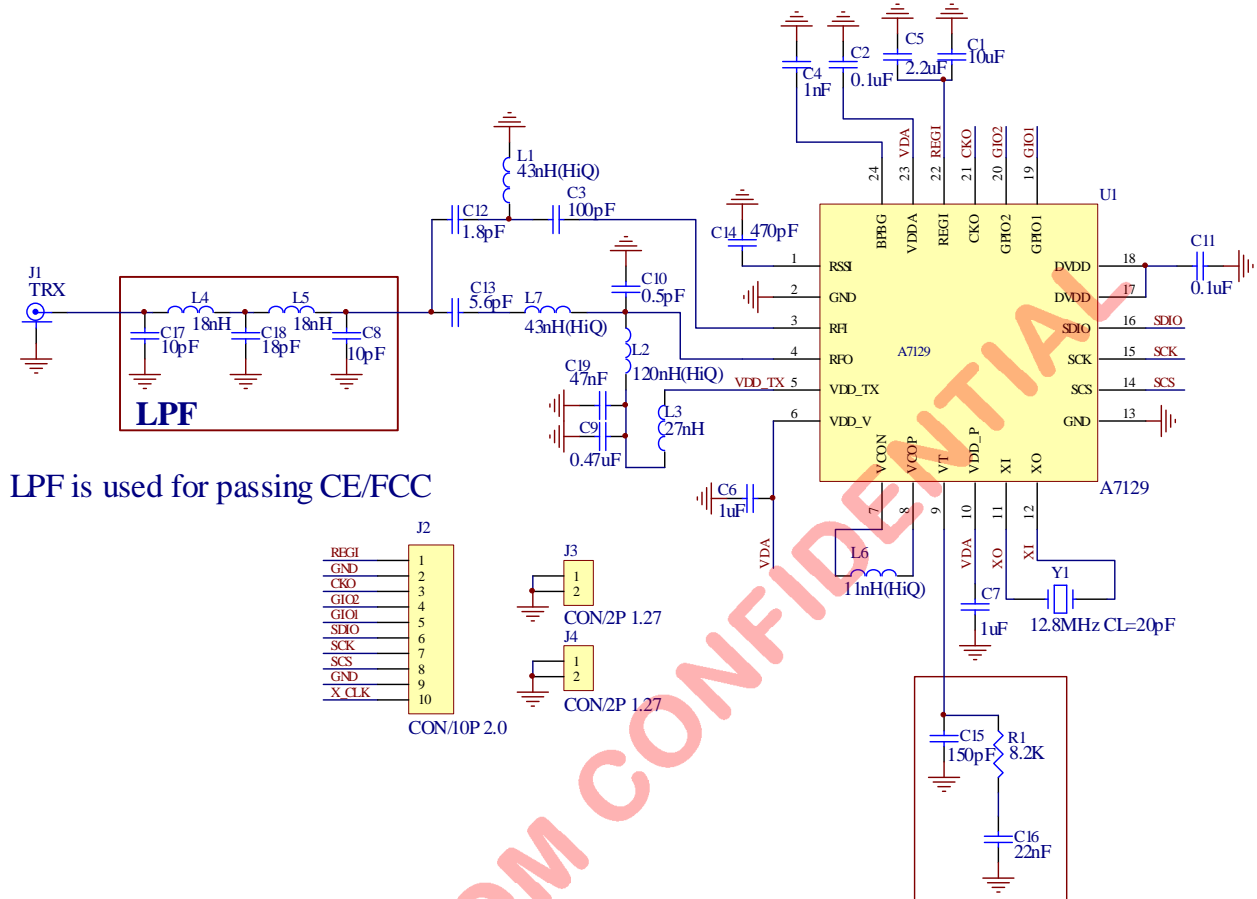 C4
1nF
C2
0.1uF
C5
2.2uF
C1
10uF
VDA
REGI
CKO
GIO2
GIO1
24
23
22
21
20
19
BPBG
VDDA
REGI
CKO
GPIO2
GPIO1
U1
L1
43nH(HiQ)
C3
100pF
C12
1.8pF
C14
470pF
C10
0.5pF
1
RSSI
2
GND
3
RFI
4
RFO
VDD_TX
5
VDD_TX
6
VDD_V
A7129
DVDD
18
DVDD
17
SDIO
16
SDIO
SCK
15
SCK
SCS
14
SCS
GND
13
C11
0.1uF
J1
TRX
L4
18nH
L5
18nH
C17
10pF
C18
18pF
C8
10pF
LPF
C13
5.6pF
L7
43nH(HiQ)
L2
120nH(HiQ)
C19
47nF
C9
0.47uF
L3
27nH
LPF is used for passing CE/FCC
VCON
VCOP
VT
VDD_P
XI
XO
A7129
7
8
9
10
11
12
C6
1uF
VDA
L6
11nH(HiQ)
VDA
XO
XI
C7
1uF
Y1
12.8MHz CL=20pF
J2
REGI
1
GND
2
CKO
3
GIO2
4
GIO1
5
SDIO
6
SCK
7
SCS
8
GND
9
X_CLK
10
CON/10P 2.0
J3
1
2
CON/2P 1.27
J4
1
2
CON/2P 1.27
C15
150pF
R1
8.2K
C16
22nF
OM CONFIDENTIAL